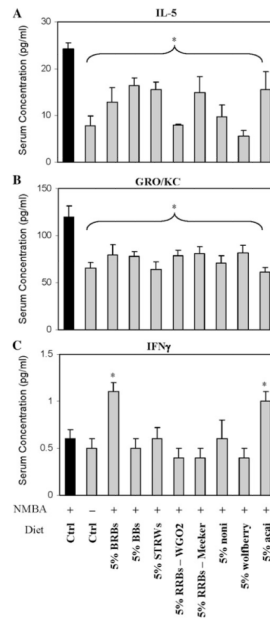 A IL-5
Serum Concentration (pg/ml)
30
20
10
0
*
B GRO/KC
Serum Concentration (pg/ml)
150
100
75
50
0
*
C IFNγ
Serum Concentration (pg/ml)
1.5
1
0.5
0
* *
NMBA + − + + + + + + + +
Diet Ctrl Ctrl 5% BRBs 5% BBs 5% STRWs 5% RRBs – WGO2 5% RRBs – Meeker 5% noni 5% wolfberry 5% acai